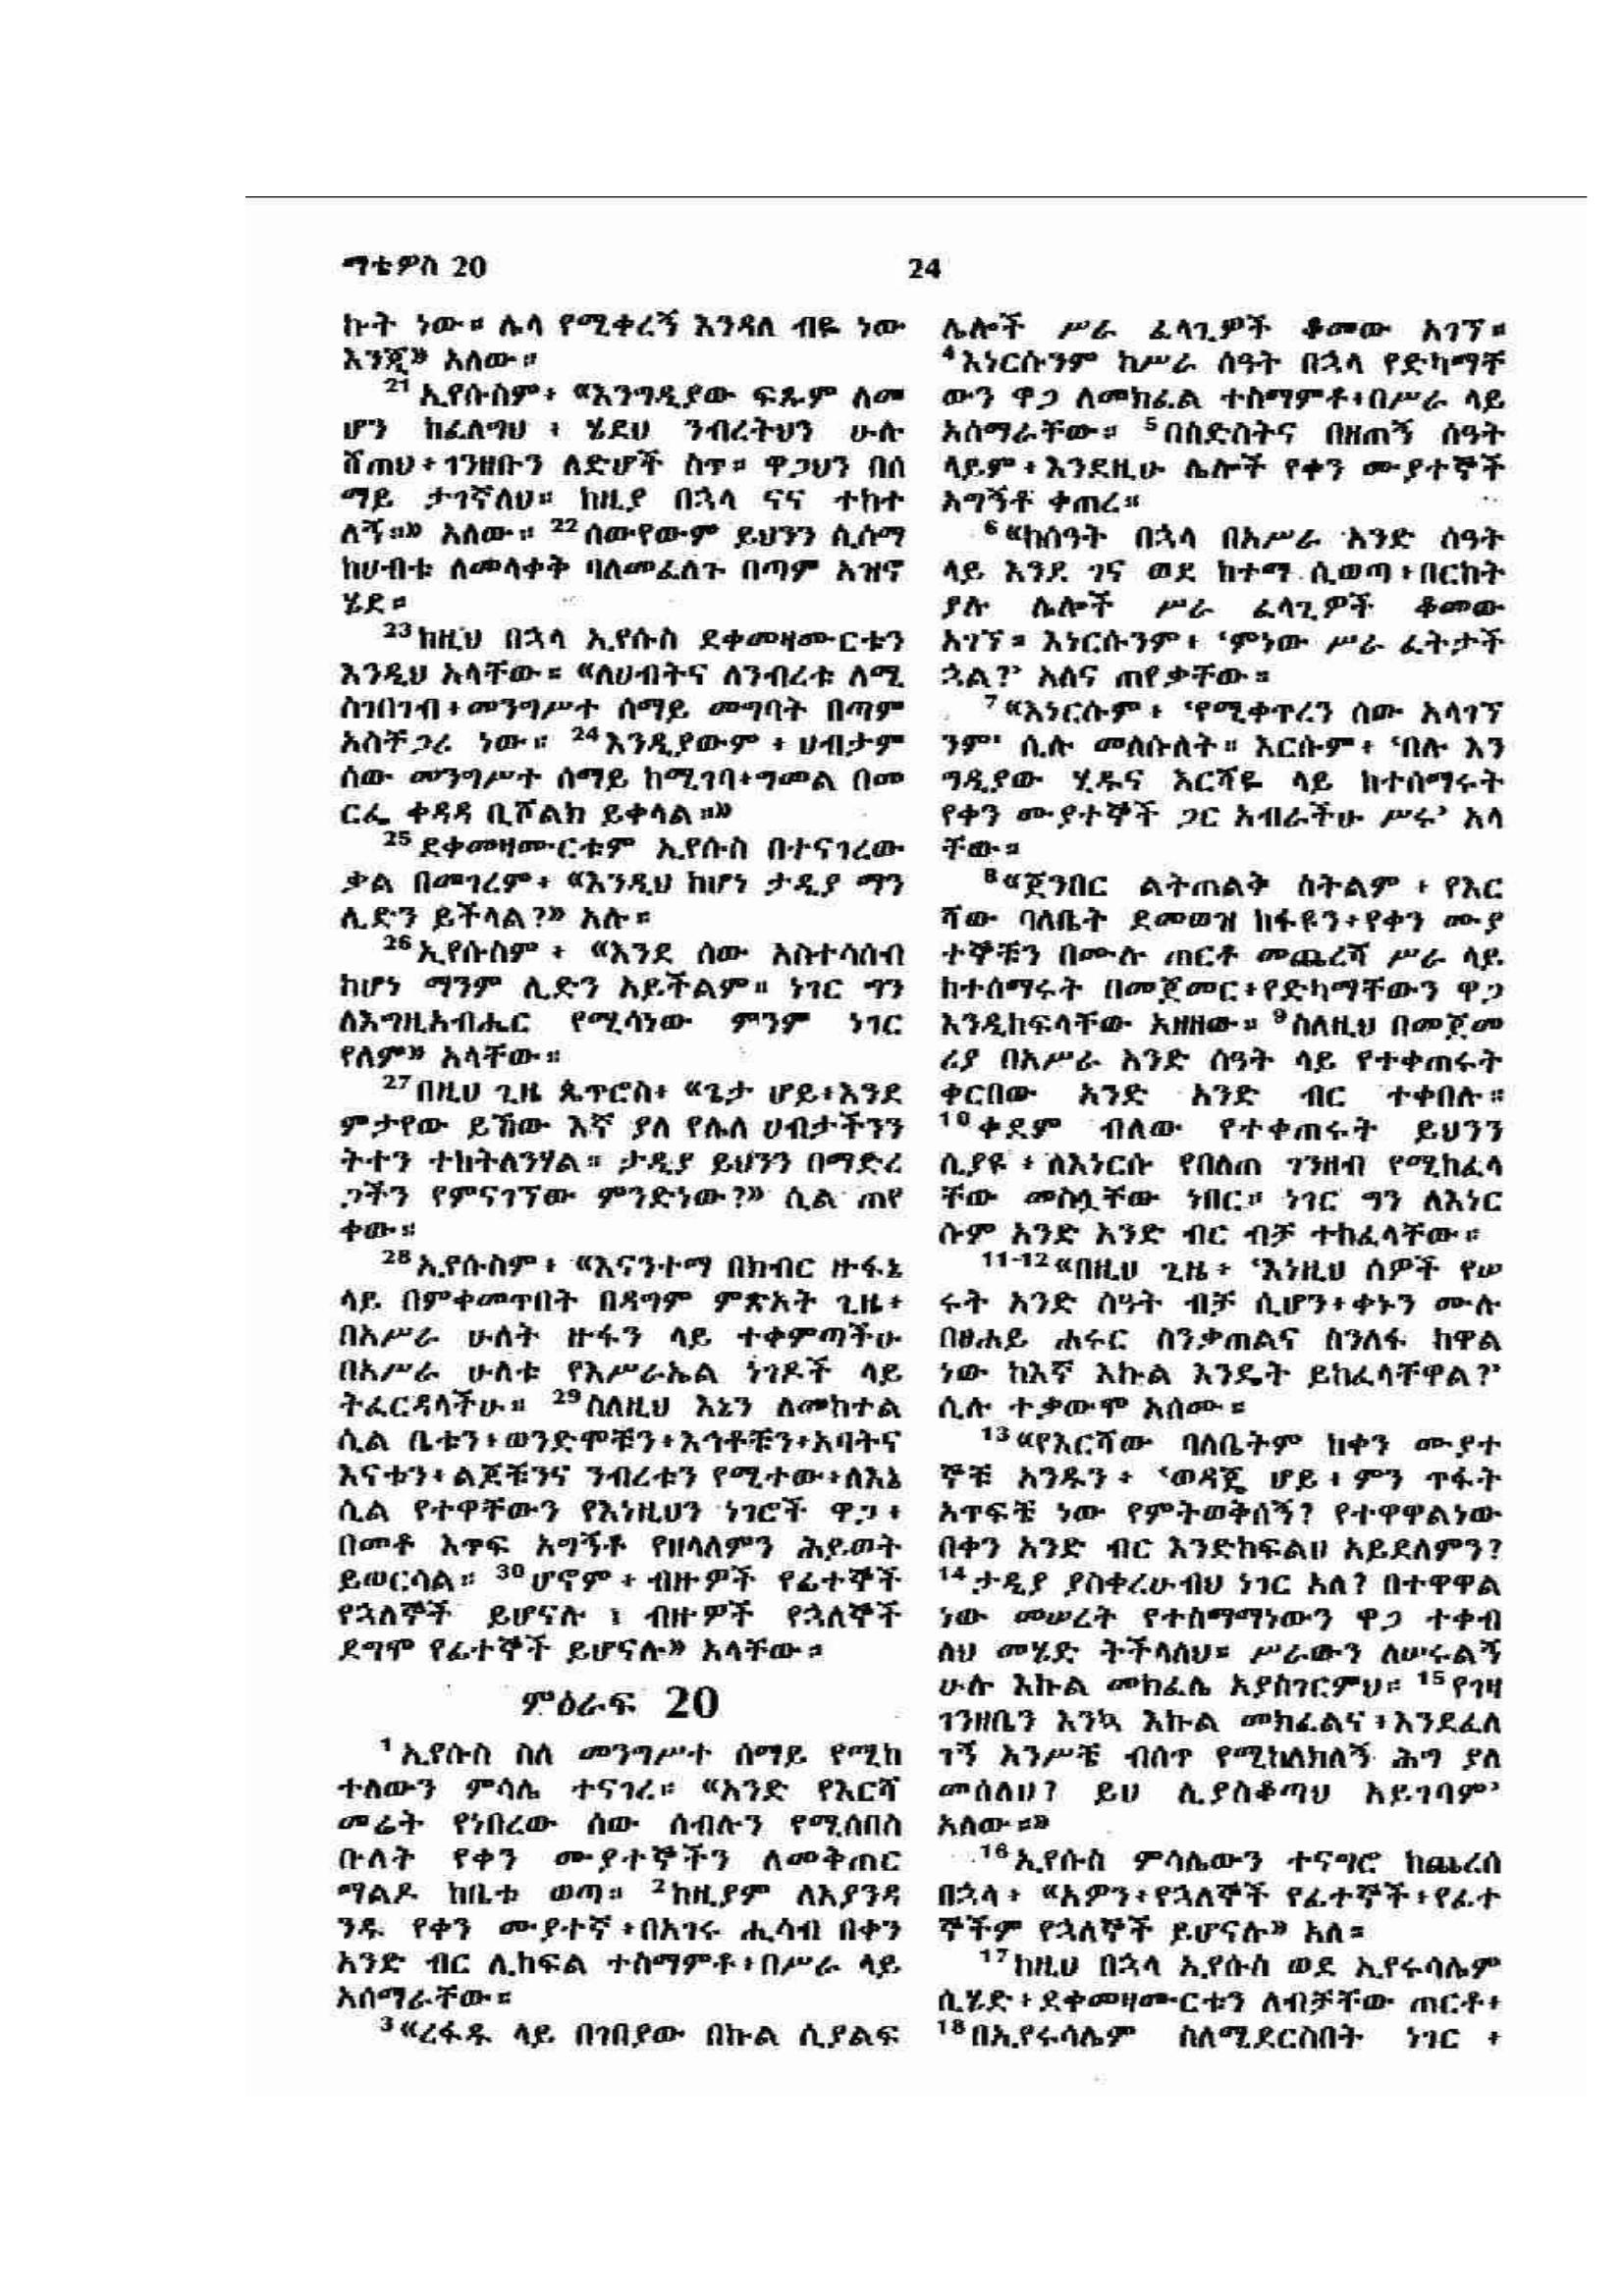 ማቴዎስ 20
24
ኩት ነው። ሌላ የሚቀረኝ እንዳለ ብዬ ነው
እንጂ» አለው።
21 ኢየሱስም፥ «እንግዲያው ፍጹም ለመ
ሆን ከፈለግህ ፥ ሄደህ ንብረትህን ሁሉ
ሸጠህ፥ገንዘቡን ለድሆች ስጥ። ዋጋህን በሰ
ማይ ታገኛለህ። ከዚያ በኋላ ናና ተከተ
ለኝ።» አለው። 22 ሰውየውም ይህንን ሲሰማ
ከሀብቱ ለመላቀቅ ባለመፈለጉ በጣም አዝኖ
ሄደ።
23 ከዚህ በኋላ ኢየሱስ ደቀመዛሙርቱን
እንዲህ አላቸው። «ለሀብትና ለንብረቱ ለሚ
ስገበገብ፥መንግሥተ ሰማይ መግባት በጣም
አስቸጋሪ ነው። 24 እንዲያውም ፥ ሀብታም
ሰው መንግሥተ ሰማይ ከሚገባ፥ግመል በመ
ርፌ ቀዳዳ ቢሾልክ ይቀላል።»
25 ደቀመዛሙርቱም ኢየሱስ በተናገረው
ቃል በመገረም፥ «እንዲህ ከሆነ ታዲያ ማን
ሊድን ይችላል?» አሉ።
26 ኢየሱስም ፥ «እንደ ሰው አስተሳሰብ
ከሆነ ማንም ሊድን አይችልም። ነገር ግን
ለእግዚአብሔር የሚሳነው ምንም ነገር
የለም» አላቸው።
27 በዚህ ጊዜ ጴጥሮስ፥ «ጌታ ሆይ፥እንደ
ምታየው ይኸው እኛ ያለ የሌለ ሀብታችንን
ትተን ተከትለንሃል። ታዲያ ይህንን በማድረ
ጋችን የምናገኘው ምንድነው?» ሲል ጠየ
ቀው።
28 ኢየሱስም፥ «እናንተማ በክብር ዙፋኔ
ላይ በምቀመጥበት በዳግም ምጽአት ጊዜ፥
በአሥራ ሁለት ዙፋን ላይ ተቀምጣችሁ
በአሥራ ሁለቱ የእሥራኤል ነገዶች ላይ
ትፈርዳላችሁ። 29 ስለዚህ እኔን ለመከተል
ሲል ቤቱን፥ወንድሞቹን፥እኅቶቹን፥አባትና
እናቱን፥ልጆቹንና ንብረቱን የሚተው፥ለእኔ
ሲል የተዋቸውን የእነዚህን ነገሮች ዋጋ ፥
በመቶ እጥፍ አግኝቶ የዘላለምን ሕይወት
ይወርሳል። 30 ሆኖም ፥ ብዙዎች የፊተኞች
የኋለኞች ይሆናሉ ፤ ብዙዎች የኋለኞች
ደግሞ የፊተኞች ይሆናሉ» አላቸው።
ምዕራፍ 20
1 ኢየሱስ ስለ መንግሥተ ሰማይ የሚከ
ተለውን ምሳሌ ተናገረ። «አንድ የእርሻ
መሬት የነበረው ሰው ሰብሉን የሚሰበስ
ቡለት የቀን ሙያተኞችን ለመቅጠር
ማልዶ ከቤቱ ወጣ። 2 ከዚያም ለእያንዳ
ንዱ የቀን ሙያተኛ፥በአገሩ ሒሳብ በቀን
አንድ ብር ሊከፍል ተስማምቶ፥በሥራ ላይ
አሰማራቸው።
3 «ረፋዱ ላይ በገበያው በኩል ሲያልፍ
ሌሎች ሥራ ፈላጊዎች ቆመው አገኘ።
4 እነርሱንም ከሥራ ሰዓት በኋላ የድካማቸ
ውን ዋጋ ለመክፈል ተስማምቶ፥በሥራ ላይ
አሰማራቸው። 5 በስድስትና በዘጠኝ ሰዓት
ላይም፥እንደዚሁ ሌሎች የቀን ሙያተኞች
አግኝቶ ቀጠረ።
6 «ከሰዓት በኋላ በአሥራ አንድ ሰዓት
ላይ እንደ ገና ወደ ከተማ ሲወጣ፥በርከት
ያሉ ሌሎች ሥራ ፈላጊዎች ቆመው
አገኘ። እነርሱንም፥ ‘ምነው ሥራ ፈትታች
ኋል?’ አለና ጠየቃቸው።
7 «እነርሱም፥ ‘የሚቀጥረን ሰው አላገኘ
ንም’ ሲሉ መለሱለት። እርሱም፥ ‘በሉ እን
ግዲያው ሂዱና እርሻዬ ላይ ከተሰማሩት
የቀን ሙያተኞች ጋር አብራችሁ ሥሩ’ አላ
ቸው።
8 «ጀንበር ልትጠልቅ ስትልም ፥ የእር
ሻው ባለቤት ደመወዝ ከፋዩን፥የቀን ሙያ
ተኞቹን በሙሉ ጠርቶ መጨረሻ ሥራ ላይ
ከተሰማሩት በመጀመር፥የድካማቸውን ዋጋ
እንዲከፍላቸው አዘዘው። 9 ስለዚህ በመጀመ
ሪያ በአሥራ አንድ ሰዓት ላይ የተቀጠሩት
ቀርበው አንድ አንድ ብር ተቀበሉ።
10 ቀደም ብለው የተቀጠሩት ይህንን
ሲያዩ ፥ ለእነርሱ የበለጠ ገንዘብ የሚከፈላ
ቸው መስሏቸው ነበር። ነገር ግን ለእነር
ሱም አንድ አንድ ብር ብቻ ተከፈላቸው።
11-12 «በዚህ ጊዜ፥ ‘እነዚህ ሰዎች የሠ
ሩት አንድ ሰዓት ብቻ ሲሆን፥ቀኑን ሙሉ
በፀሐይ ሐሩር ስንቃጠልና ስንለፋ ከዋል
ነው ከእኛ እኩል እንዴት ይከፈላቸዋል?’
ሲሉ ተቃውሞ አሰሙ።
13 «የእርሻው ባለቤትም ከቀን ሙያተ
ኞቹ አንዱን፥ ‘ወዳጄ ሆይ፥ ምን ጥፋት
አጥፍቼ ነው የምትወቅሰኝ? የተዋዋልነው
በቀን አንድ ብር እንድከፍልህ አይደለምን?
14 ታዲያ ያስቀረሁብህ ነገር አለ? በተዋዋል
ነው መሠረት የተስማማነውን ዋጋ ተቀብ
ለህ መሄድ ትችላለህ። ሥራውን ለሠሩልኝ
ሁሉ እኩል መክፈሌ አያስገርምህ። 15 የገዛ
ገንዘቤን እንኳ እኩል መክፈልና፥እንደፈለ
ገኝ አንሥቼ ብሰጥ የሚከለክለኝ ሕግ ያለ
መሰለህ? ይህ ሊያስቆጣህ አይገባም’
አለው።»
16 ኢየሱስ ምሳሌውን ተናግሮ ከጨረሰ
በኋላ፥ «አዎን፥የኋለኞች የፊተኞች፥የፊተ
ኞችም የኋለኞች ይሆናሉ» አለ።
17 ከዚህ በኋላ ኢየሱስ ወደ ኢየሩሳሌም
ሲሄድ፥ደቀመዛሙርቱን ለብቻቸው ጠርቶ፥
18 በኢየሩሳሌም ስለሚደርስበት ነገር ፥